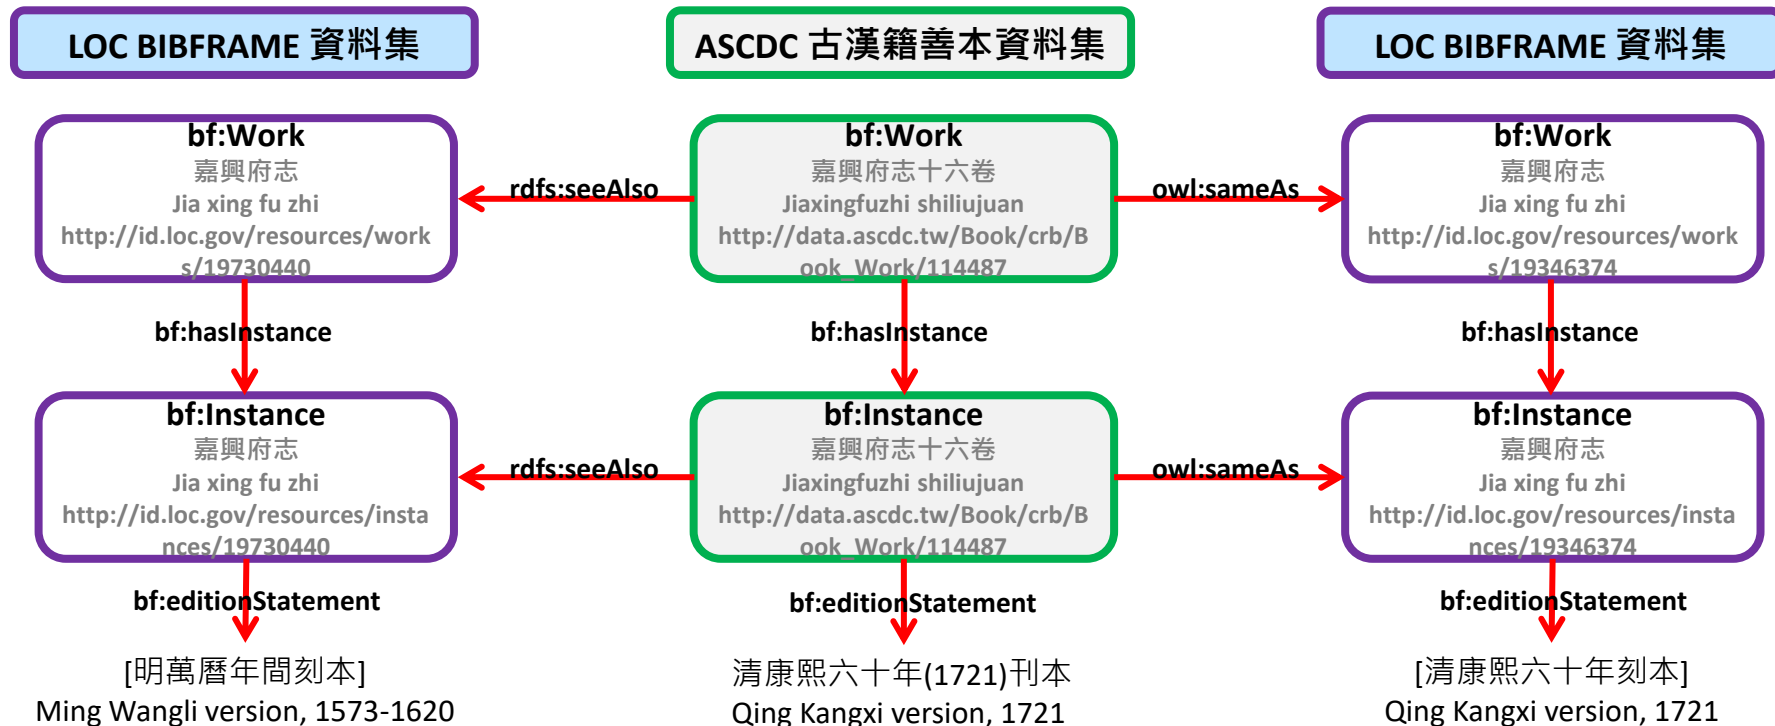 LOC BIBFRAME 資料集
ASCDC 古漢籍善本資料集
LOC BIBFRAME 資料集
bf:Work
嘉興府志
Jia xing fu zhi
http://id.loc.gov/resources/work
s/19730440
rdfs:seeAlso
bf:Work
嘉興府志十六卷
Jiaxingfuzhi shiliujuan
http://data.ascdc.tw/Book/crb/B
ook_Work/114487
owl:sameAs
bf:Work
嘉興府志
Jia xing fu zhi
http://id.loc.gov/resources/work
s/19346374
bf:hasInstance
bf:hasInstance
bf:hasInstance
bf:Instance
嘉興府志
Jia xing fu zhi
http://id.loc.gov/resources/insta
nces/19730440
rdfs:seeAlso
bf:Instance
嘉興府志十六卷
Jiaxingfuzhi shiliujuan
http://data.ascdc.tw/Book/crb/B
ook_Work/114487
owl:sameAs
bf:Instance
嘉興府志
Jia xing fu zhi
http://id.loc.gov/resources/insta
nces/19346374
bf:editionStatement
bf:editionStatement
bf:editionStatement
[明萬曆年間刻本]
Ming Wangli version, 1573-1620
清康熙六十年(1721)刊本
Qing Kangxi version, 1721
[清康熙六十年刻本]
Qing Kangxi version, 1721